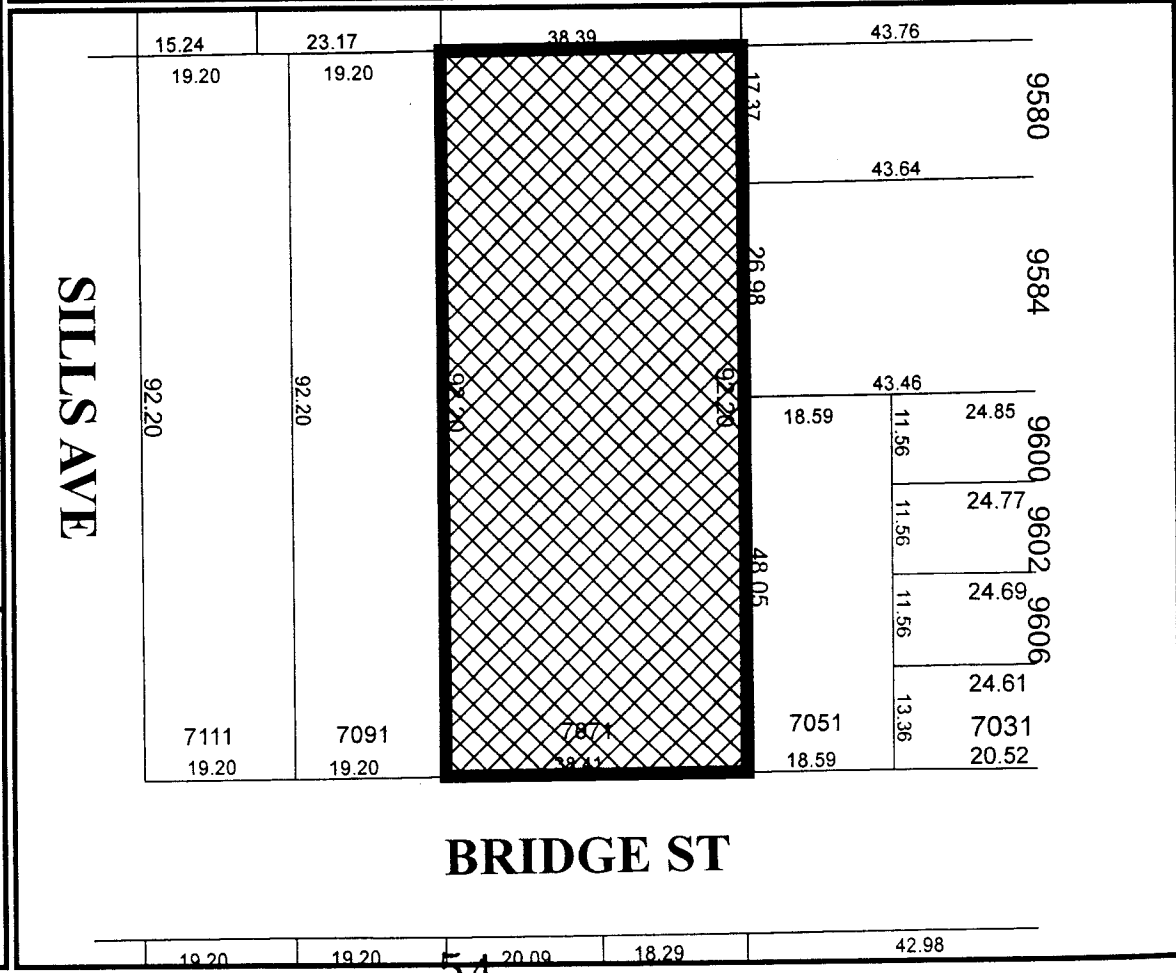 15.24 23.17 38.39 43.76
19.20 19.20 17.37 9580
43.64
26.98 9584
SILLS AVE
92.20 92.20 92.20 92.20
43.46
18.59 11.56 24.85 9600
11.56 24.77 9602
48.05 11.56 24.69 9606
24.61
7111 7091 7051 13.36 7031
19.20 19.20 38.41 18.59 20.52
BRIDGE ST
19.20 19.20 20.09 18.29 42.98